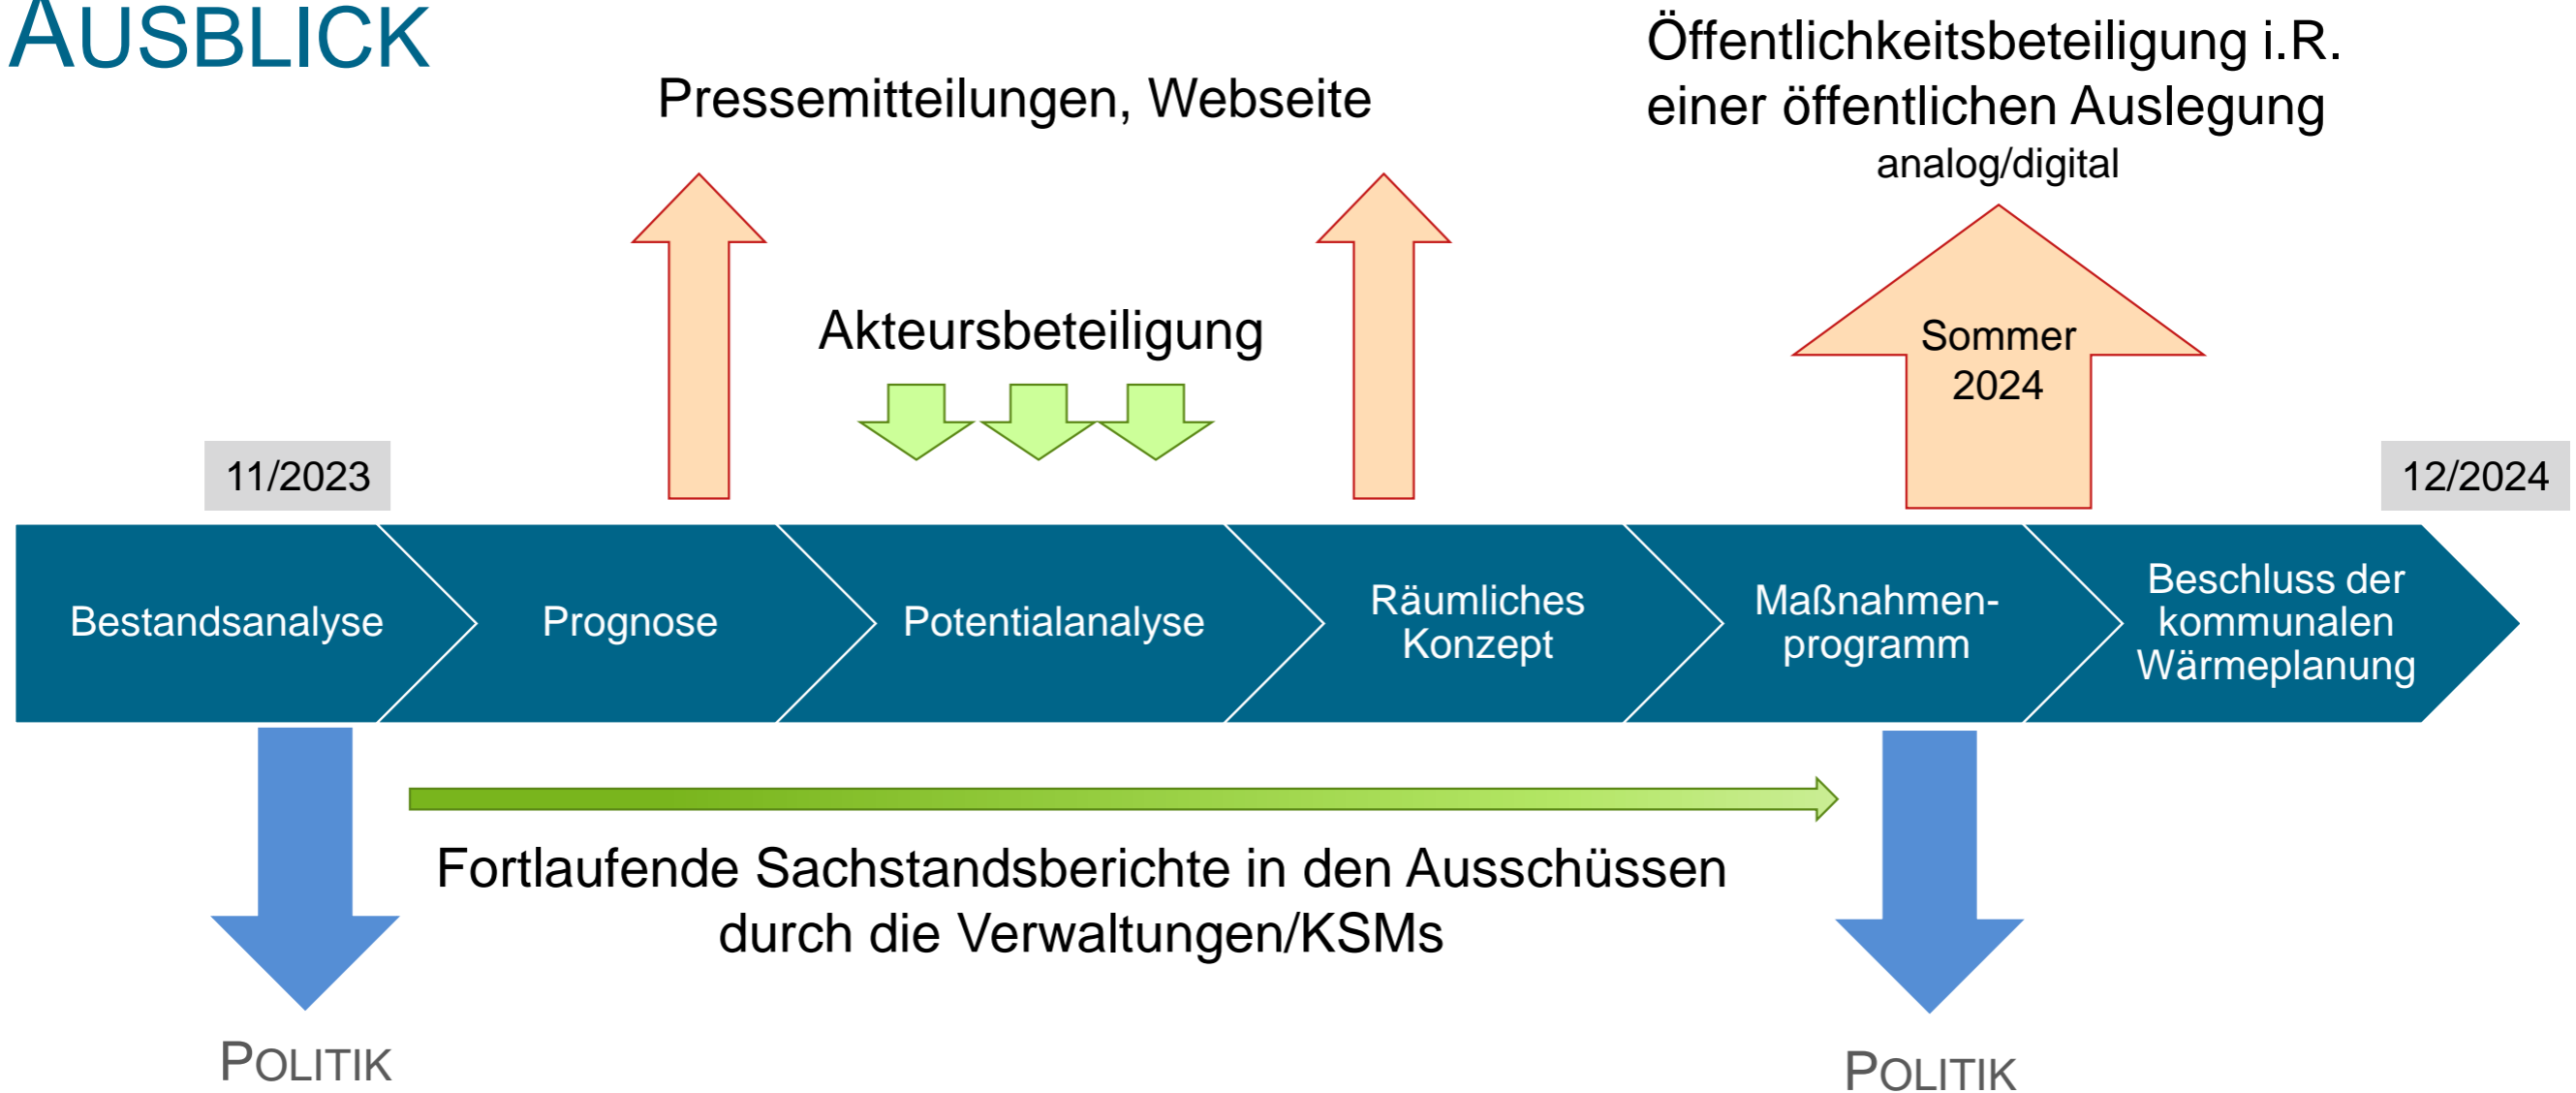 AUSBLICK
Pressemitteilungen, Webseite
Öffentlichkeitsbeteiligung i.R.
einer öffentlichen Auslegung
analog/digital
Akteursbeteiligung
Sommer
2024
11/2023
12/2024
Bestandsanalyse
Prognose
Potentialanalyse
Räumliches
Konzept
Maßnahmen-
programm
Beschluss der
kommunalen
Wärmeplanung
Fortlaufende Sachstandsberichte in den Ausschüssen
durch die Verwaltungen/KSMs
POLITIK
POLITIK